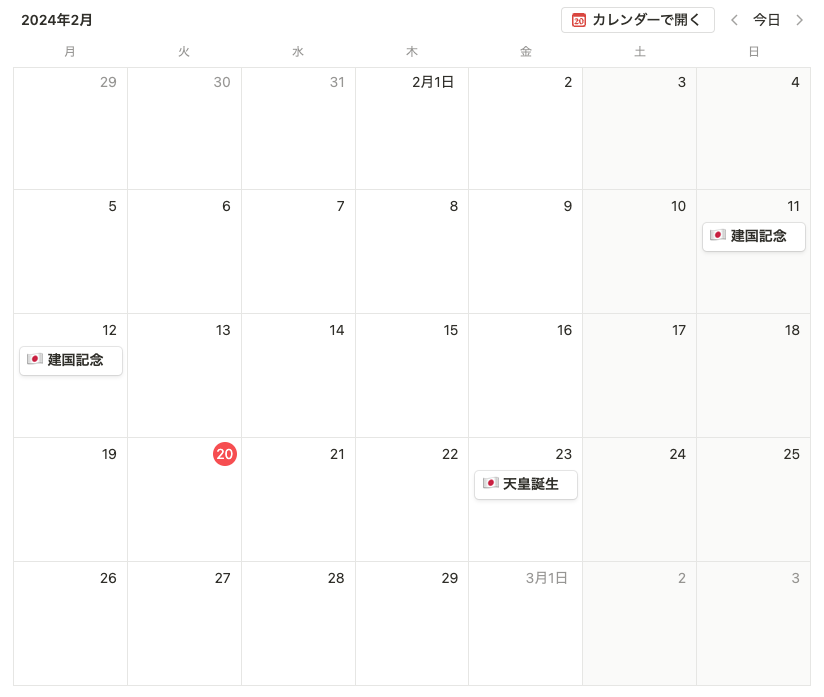 2024年2月 20 カレンダーで開く 今日
月 火 水 木 金 土 日
29 30 31 2月1日 2 3 4
5 6 7 8 9 10 11
建国記念
12 13 14 15 16 17 18
建国記念
19 20 21 22 23 24 25
天皇誕生
26 27 28 29 3月1日 2 3